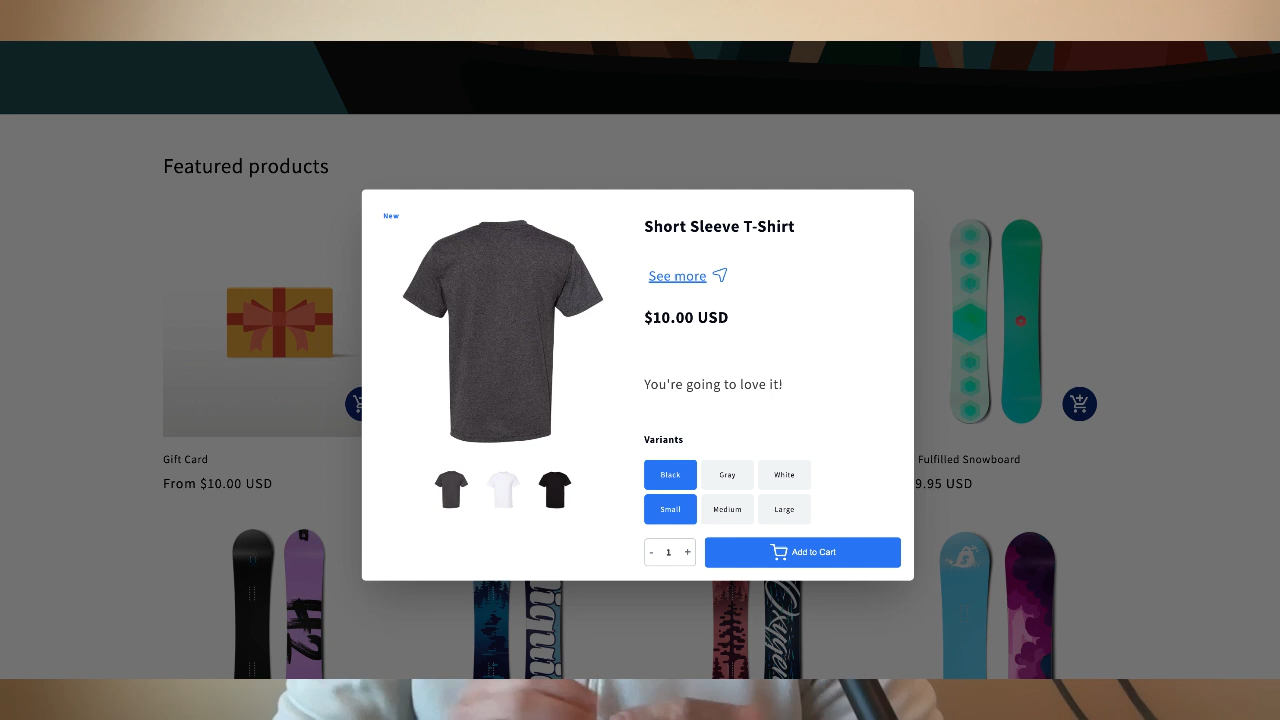 Featured products
New
Short Sleeve T-Shirt
See more
$10.00 USD
You're going to love it!
Variants
Black
Gray
White
Small
Medium
Large
-
1
+
Add to Cart
Gift Card
From $10.00 USD
Fulfilled Snowboard
9.95 USD
Liquid
Oxygen